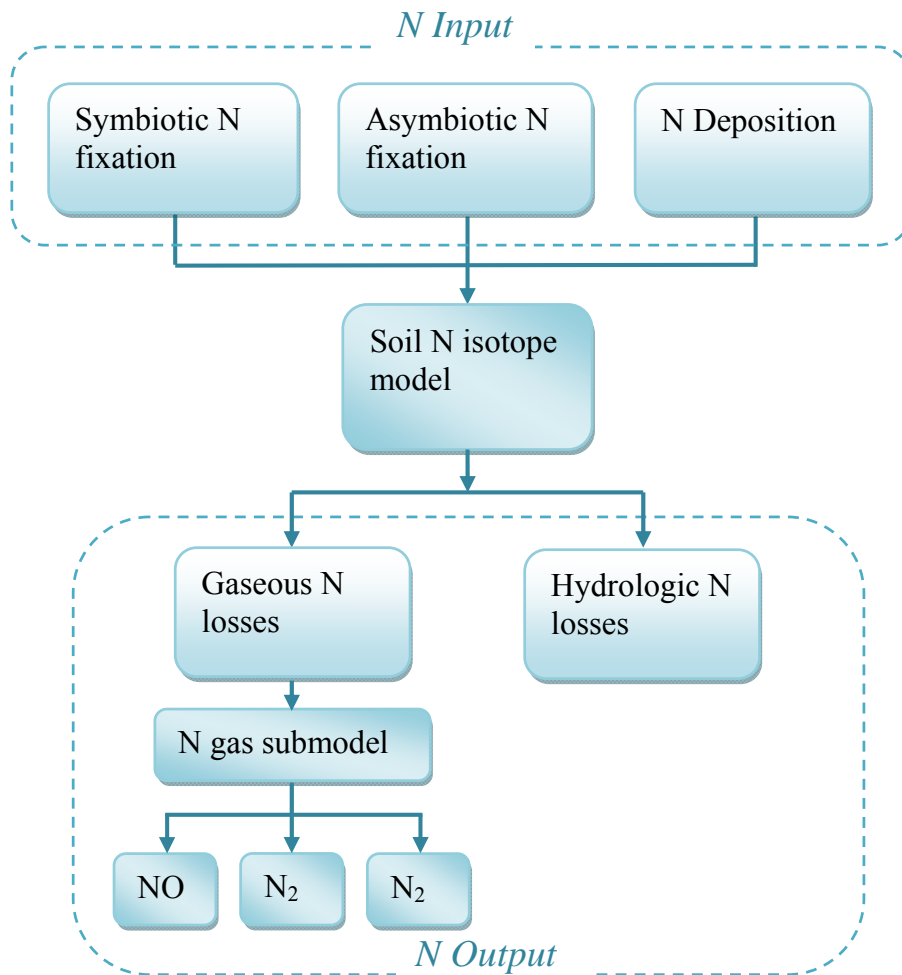 N Input
Symbiotic N
fixation
Asymbiotic N
fixation
N Deposition
Soil N isotope
model
Gaseous N
losses
Hydrologic N
losses
N gas submodel
NO
N₂
N₂
N Output